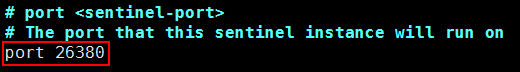 # port <sentinel-port>
# The port that this sentinel instance will run on
port 26380